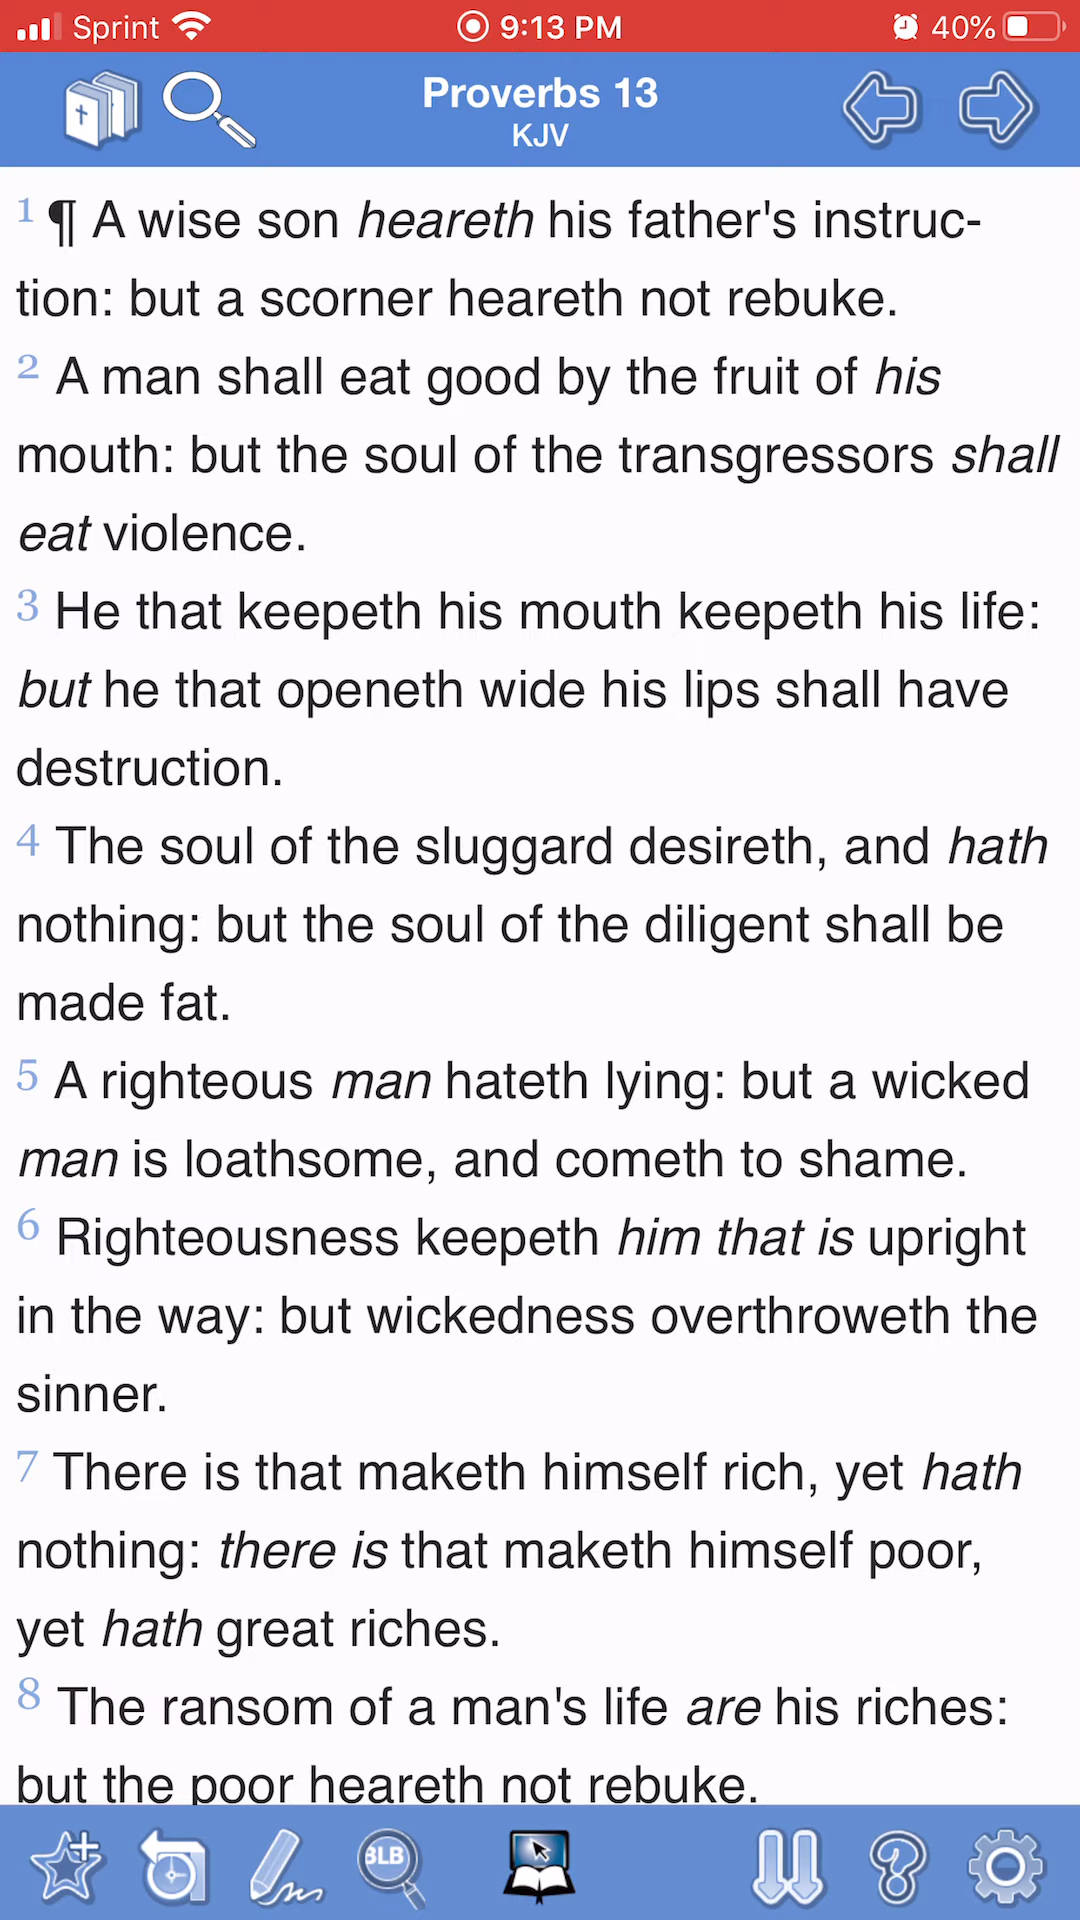 Sprint 9:13 PM 40%
Proverbs 13
KJV
1 ¶ A wise son heareth his father's instruc-
tion: but a scorner heareth not rebuke.
2 A man shall eat good by the fruit of his
mouth: but the soul of the transgressors shall
eat violence.
3 He that keepeth his mouth keepeth his life:
but he that openeth wide his lips shall have
destruction.
4 The soul of the sluggard desireth, and hath
nothing: but the soul of the diligent shall be
made fat.
5 A righteous man hateth lying: but a wicked
man is loathsome, and cometh to shame.
6 Righteousness keepeth him that is upright
in the way: but wickedness overthroweth the
sinner.
7 There is that maketh himself rich, yet hath
nothing: there is that maketh himself poor,
yet hath great riches.
8 The ransom of a man's life are his riches:
but the poor heareth not rebuke.
BLB